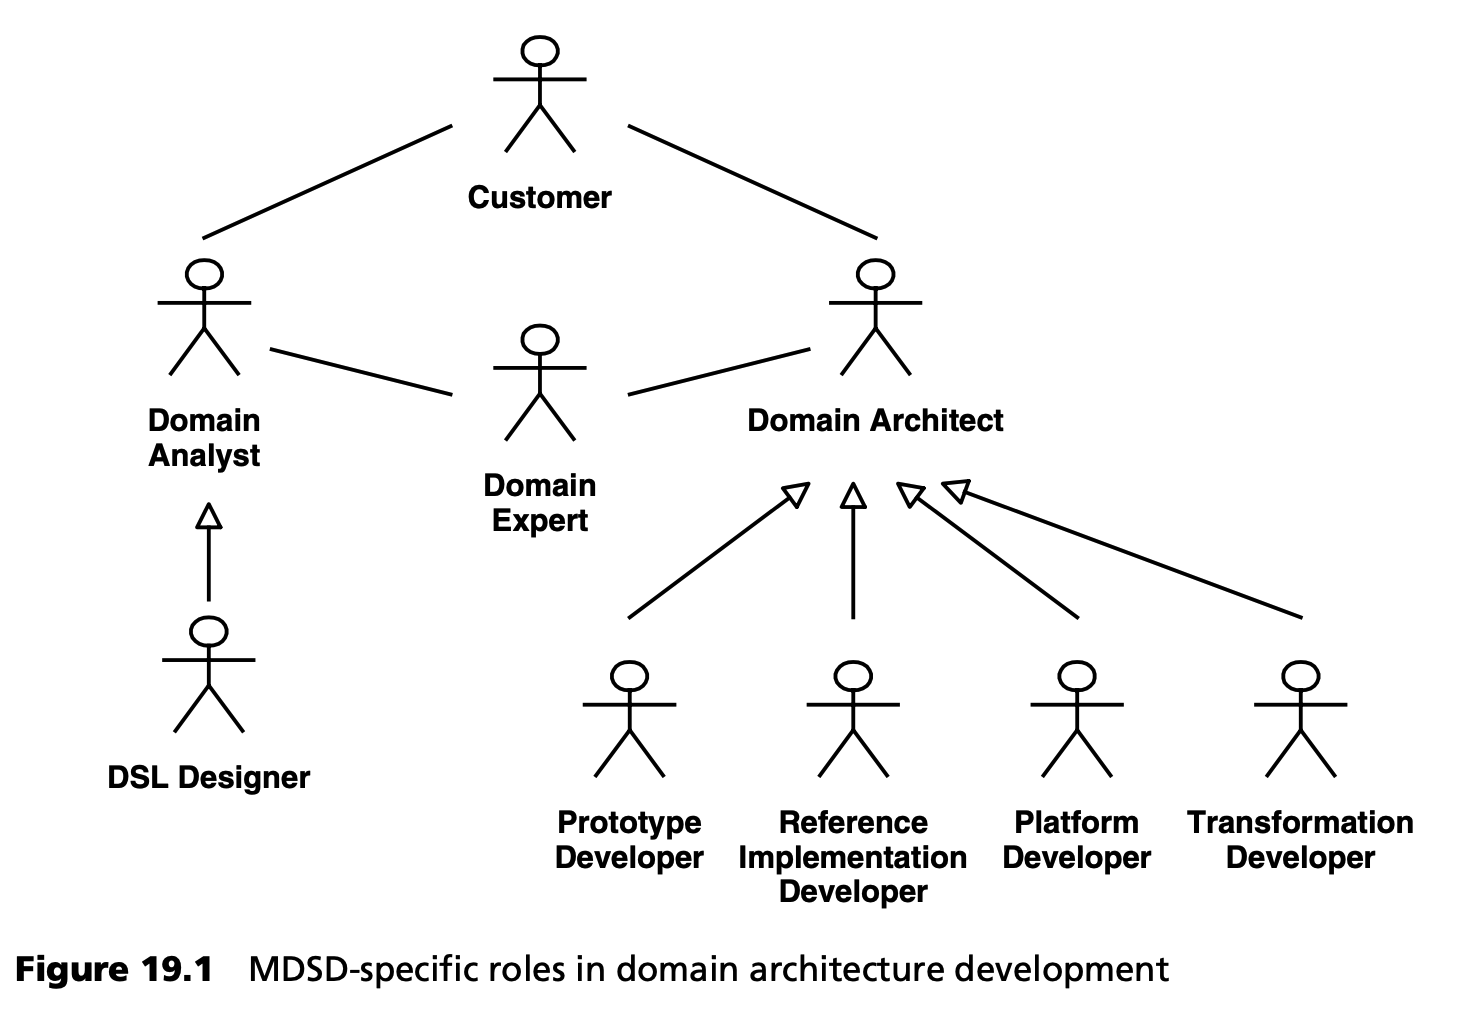 Customer
Domain
Analyst
Domain Architect
Domain
Expert
DSL Designer
Prototype
Developer
Reference
Implementation
Developer
Platform
Developer
Transformation
Developer
Figure 19.1 MDSD-specific roles in domain architecture development